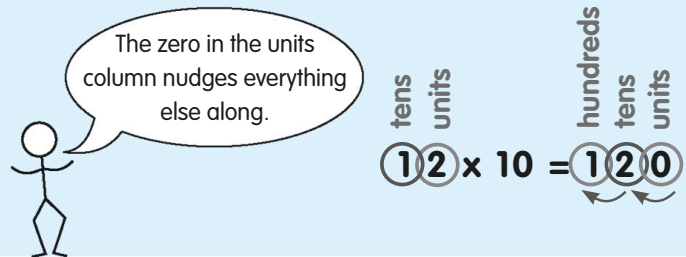 The zero in the units
column nudges everything
else along.
tens
units
hundreds
tens
units
12 x 10 = 120